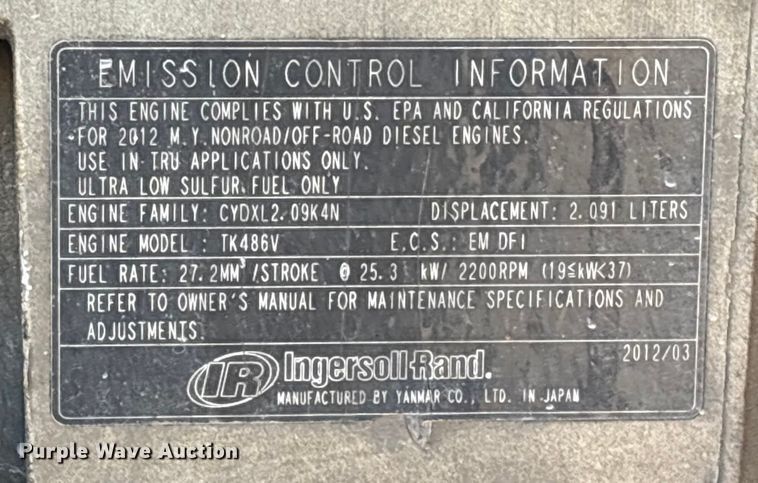 EMISSION CONTROL INFORMATION
THIS ENGINE COMPLIES WITH U.S. EPA AND CALIFORNIA REGULATIONS
FOR 2012 M.Y. NONROAD/OFF-ROAD DIESEL ENGINES.
USE IN TRU APPLICATIONS ONLY.
ULTRA LOW SULFUR FUEL ONLY
ENGINE FAMILY: CYDXL2.09K4N DISPLACEMENT: 2.091 LITERS
ENGINE MODEL : TK486V E.C.S.: EM DFI
FUEL RATE: 27.2MM /STROKE @ 25.3 kW/ 2200RPM (19≤kW<37)
REFER TO OWNER'S MANUAL FOR MAINTENANCE SPECIFICATIONS AND
ADJUSTMENTS.
2012/03
IR Ingersoll-Rand.
MANUFACTURED BY YANMAR CO., LTD. IN JAPAN
Purple Wave Auction